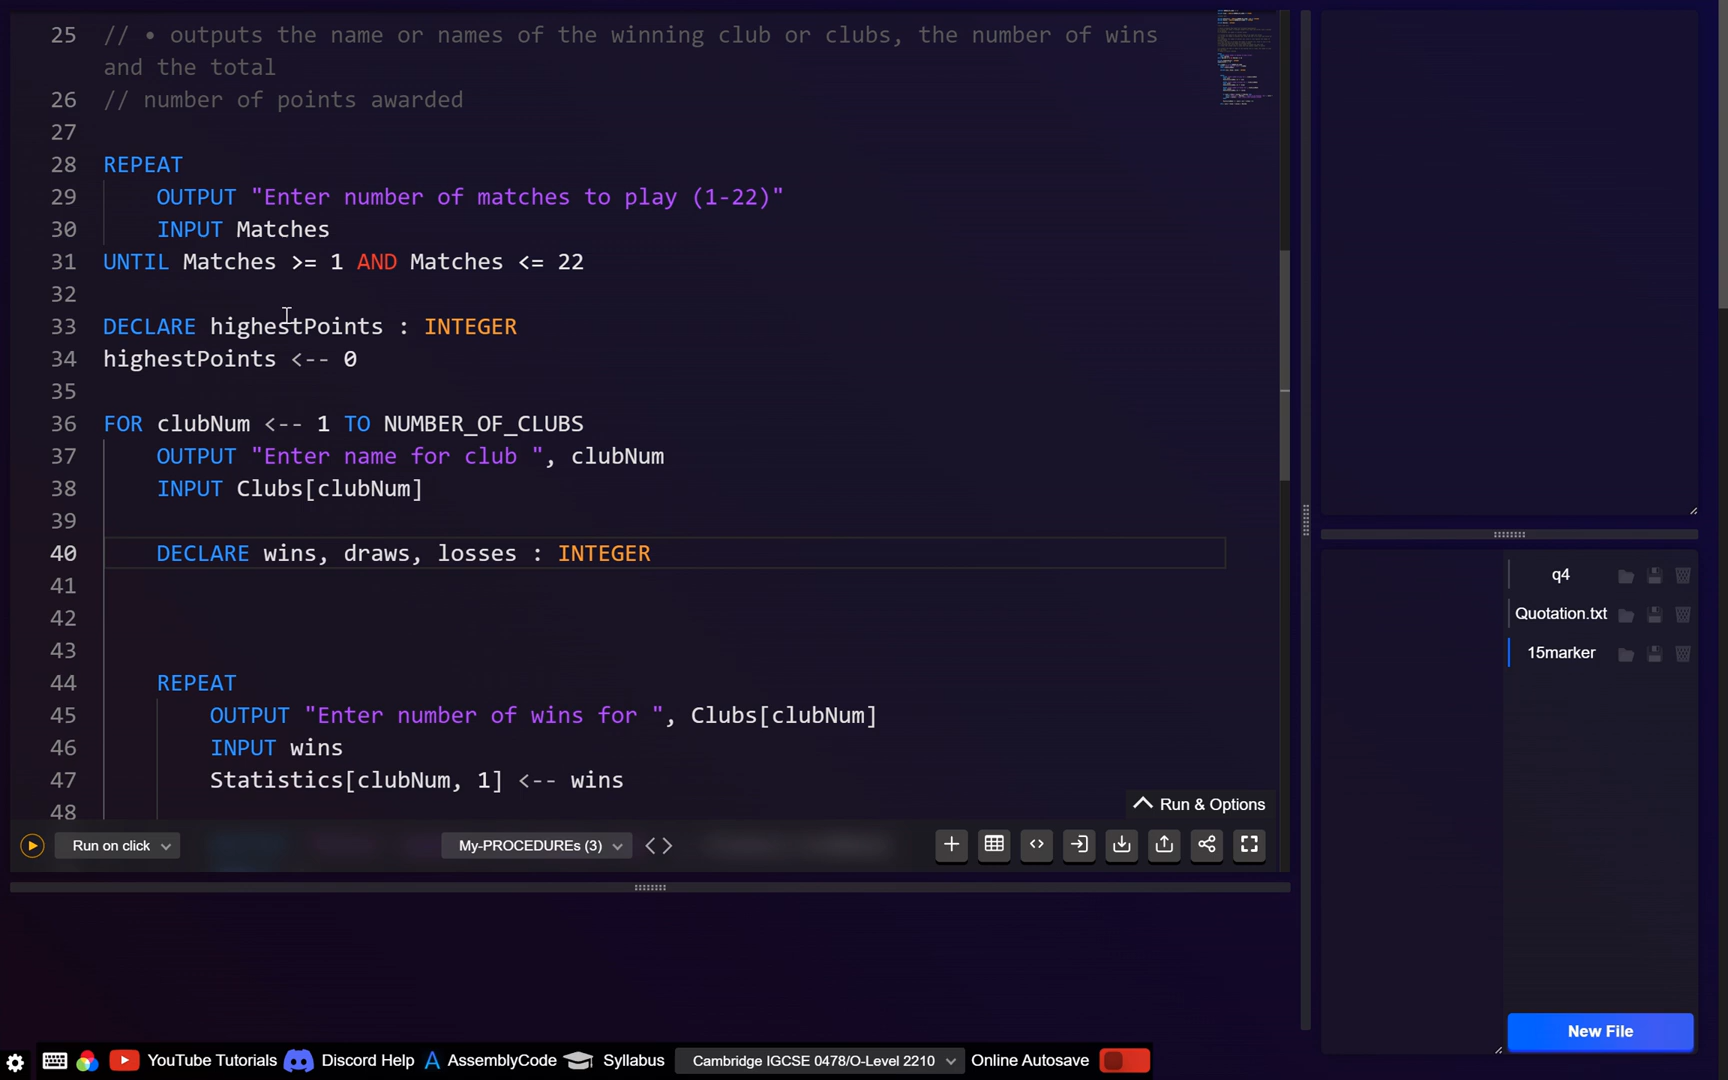 25 // • outputs the name or names of the winning club or clubs, the number of wins
and the total
26 // number of points awarded
27
28 REPEAT
29 OUTPUT "Enter number of matches to play (1-22)"
30 INPUT Matches
31 UNTIL Matches >= 1 AND Matches <= 22
32
33 DECLARE highestPoints : INTEGER
34 highestPoints <-- 0
35
36 FOR clubNum <-- 1 TO NUMBER_OF_CLUBS
37 OUTPUT "Enter name for club ", clubNum
38 INPUT Clubs[clubNum]
39
40 DECLARE wins, draws, losses : INTEGER
41
42
43
44 REPEAT
45 OUTPUT "Enter number of wins for ", Clubs[clubNum]
46 INPUT wins
47 Statistics[clubNum, 1] <-- wins
48
Run & Options
Run on click
My-PROCEDUREs (3)
q4
Quotation.txt
15marker
New File
YouTube Tutorials Discord Help AssemblyCode Syllabus Cambridge IGCSE 0478/O-Level 2210 Online Autosave